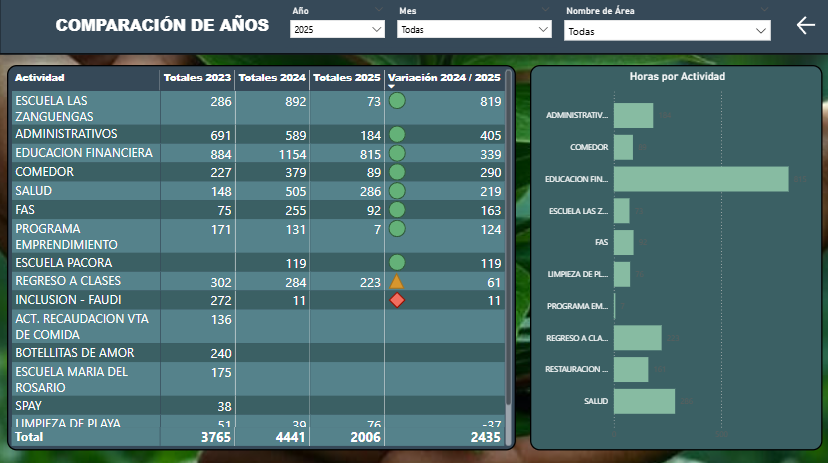 COMPARACIÓN DE AÑOS
Año
2025
Mes
Todas
Nombre de Área
Todas
Actividad Totales 2023 Totales 2024 Totales 2025 Variación 2024 / 2025
ESCUELA LAS ZANGUENGAS 286 892 73 819
ADMINISTRATIVOS 691 589 184 405
EDUCACION FINANCIERA 884 1154 815 339
COMEDOR 227 379 89 290
SALUD 148 505 286 219
FAS 75 255 92 163
PROGRAMA EMPRENDIMIENTO 171 131 7 124
ESCUELA PACORA 119 119
REGRESO A CLASES 302 284 223 61
INCLUSION - FAUDI 272 11 11
ACT. RECAUDACION VTA DE COMIDA 136
BOTELLITAS DE AMOR 240
ESCUELA MARIA DEL ROSARIO 175
SPAY 38
LIMPIEZA DE PLAYA 51 39 76 -37
Total 3765 4441 2006 2435
Horas por Actividad
ADMINISTRATIV...
COMEDOR
EDUCACION FIN...
ESCUELA LAS Z...
FAS
LIMPIEZA DE PL...
PROGRAMA EM...
REGRESO A CLA...
RESTAURACION ...
SALUD